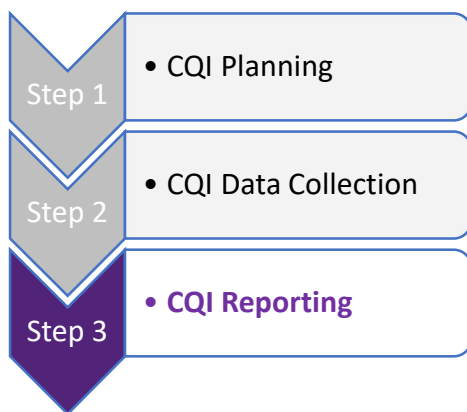 Step 1
• CQI Planning
Step 2
• CQI Data Collection
Step 3
• CQI Reporting